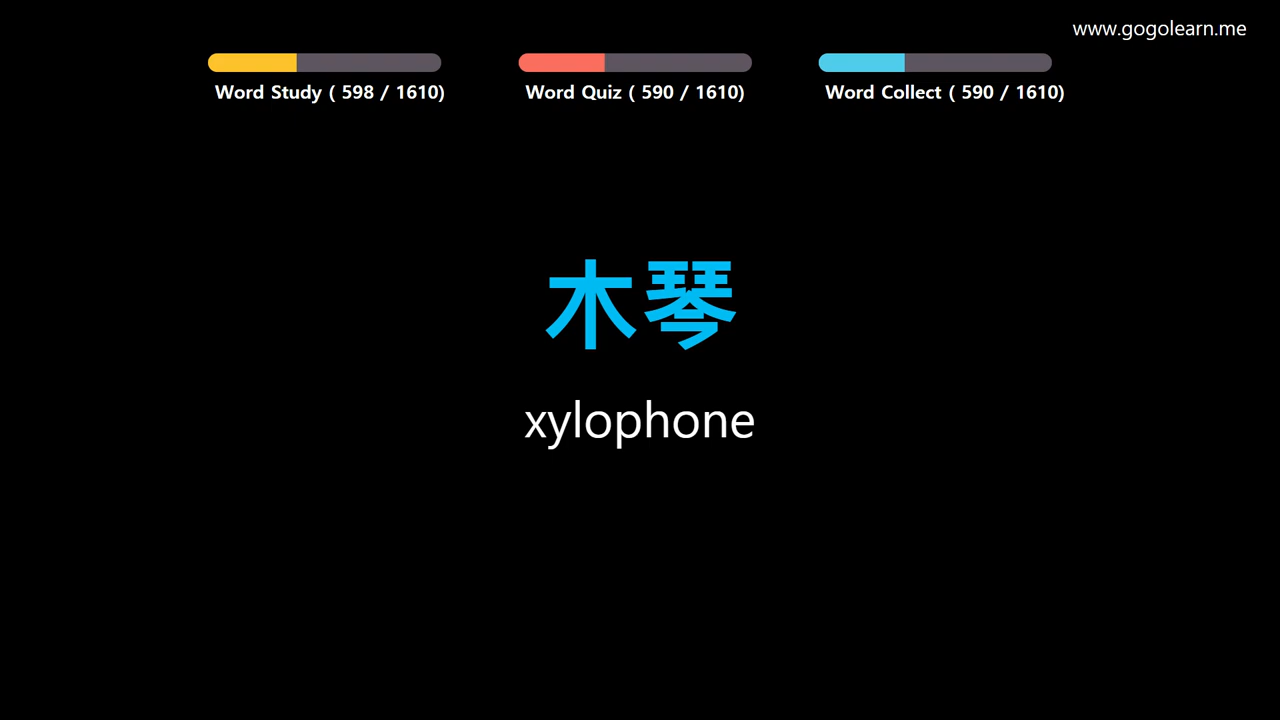 www.gogolearn.me
Word Study ( 598 / 1610)
Word Quiz ( 590 / 1610)
Word Collect ( 590 / 1610)
木琴
xylophone